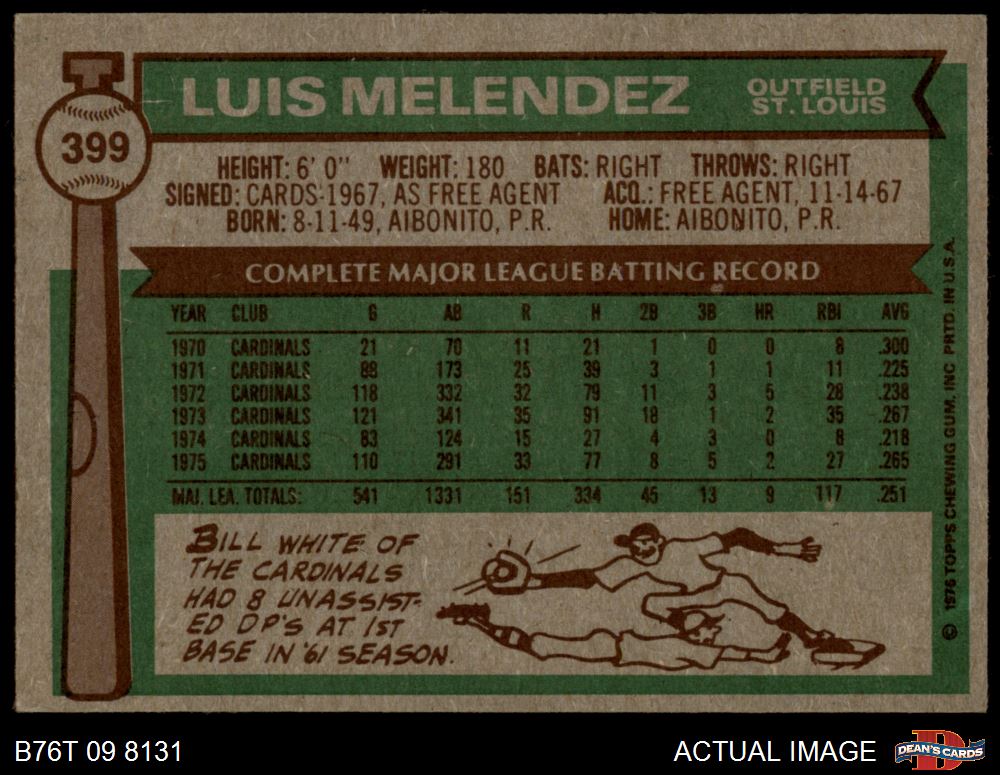 399
LUIS MELENDEZ
OUTFIELD
ST. LOUIS
HEIGHT: 6' 0" WEIGHT: 180 BATS: RIGHT THROWS: RIGHT
SIGNED: CARDS-1967, AS FREE AGENT ACQ.: FREE AGENT, 11-14-67
BORN: 8-11-49, AIBONITO, P.R. HOME: AIBONITO, P.R.
COMPLETE MAJOR LEAGUE BATTING RECORD
YEAR CLUB G AB R H 2B 3B HR RBI AVG
1970 CARDINALS 21 70 11 21 1 0 0 8 .300
1971 CARDINALS 88 173 25 39 3 1 1 11 .225
1972 CARDINALS 118 332 32 79 11 3 5 28 .238
1973 CARDINALS 121 341 35 91 18 1 2 35 .267
1974 CARDINALS 83 124 15 27 4 3 0 8 .218
1975 CARDINALS 110 291 33 77 8 5 2 27 .265
MAJ. LEA. TOTALS: 541 1331 151 334 45 13 9 117 .251
BILL WHITE OF
THE CARDINALS
HAD 8 UNASSIST-
ED DP'S AT 1ST
BASE IN '61 SEASON.
© 1976 TOPPS CHEWING GUM, INC PRTD. IN U.S.A.
B76T 09 8131
ACTUAL IMAGE
DEAN'S CARDS